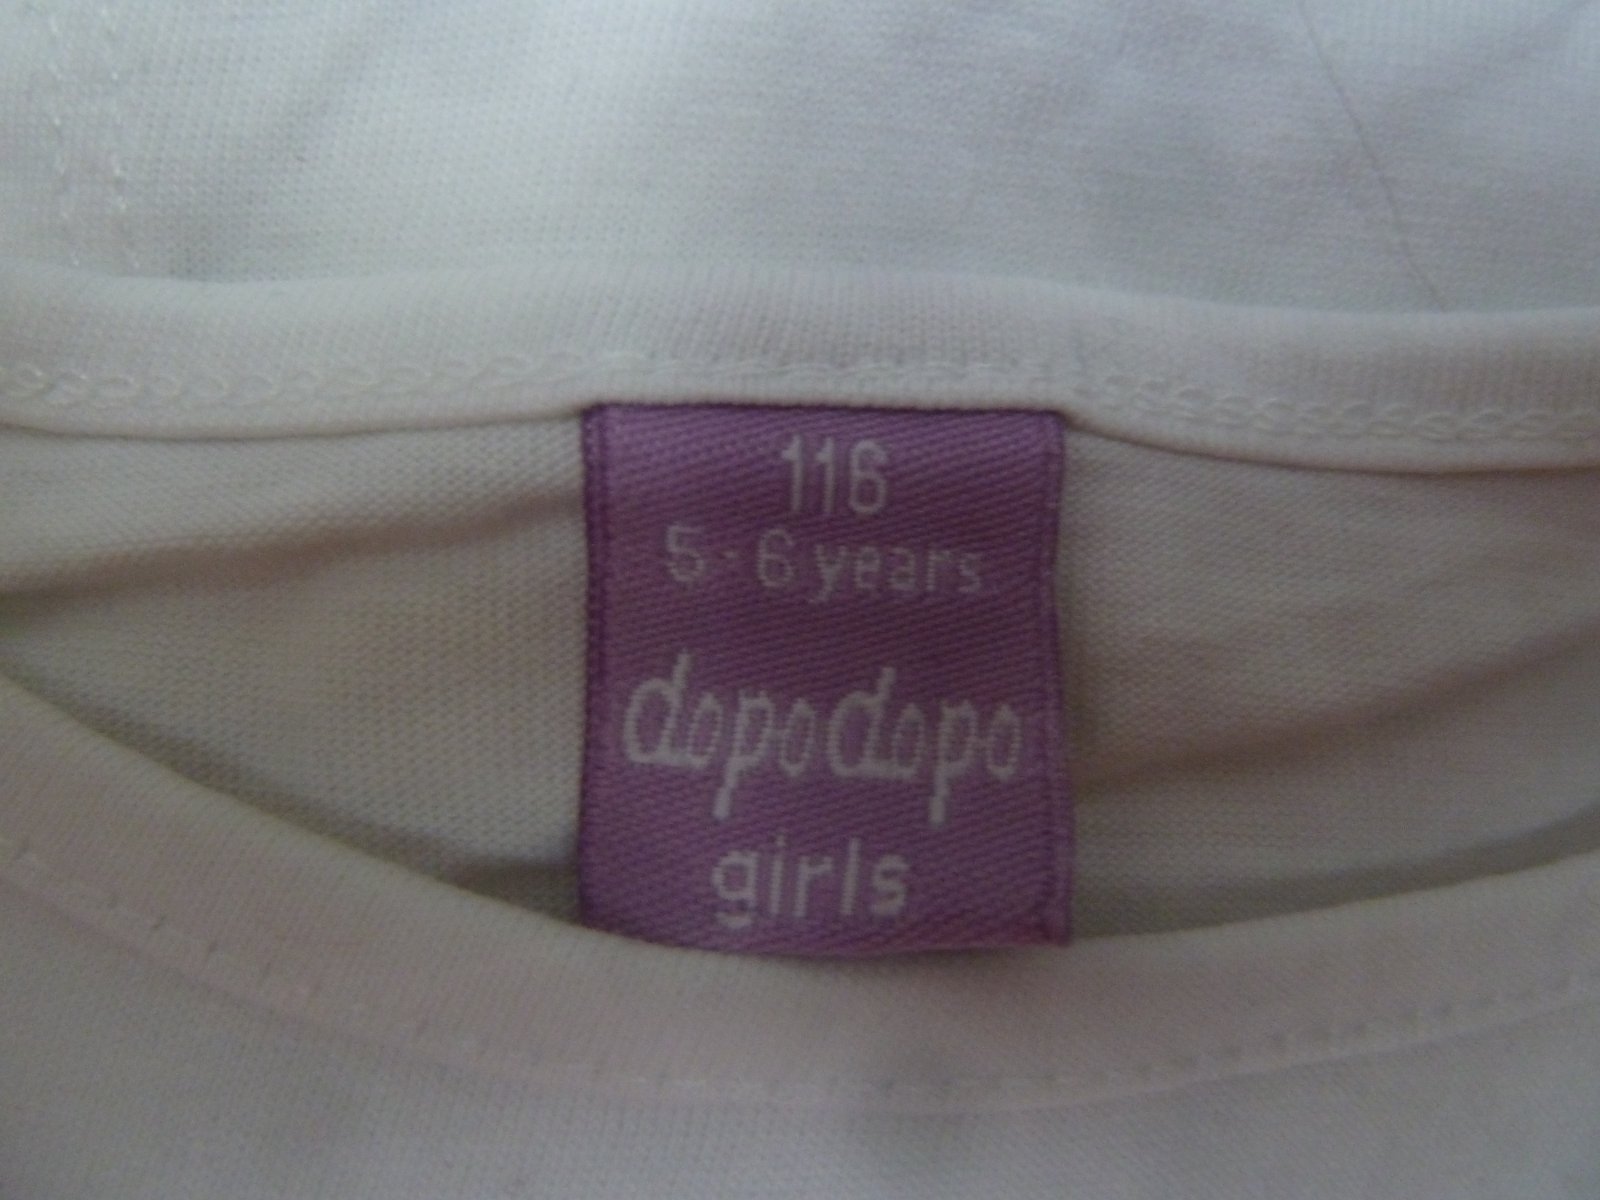 116
5-6 years
dopodopo
girls